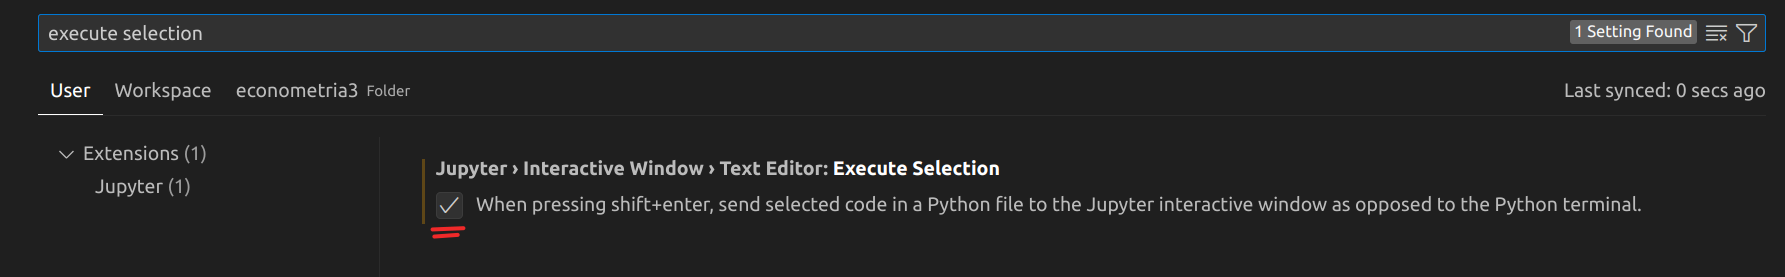 execute selection
1 Setting Found
User Workspace econometria3 Folder
Last synced: 0 secs ago
Extensions (1)
Jupyter (1)
Jupyter › Interactive Window › Text Editor: Execute Selection
When pressing shift+enter, send selected code in a Python file to the Jupyter interactive window as opposed to the Python terminal.